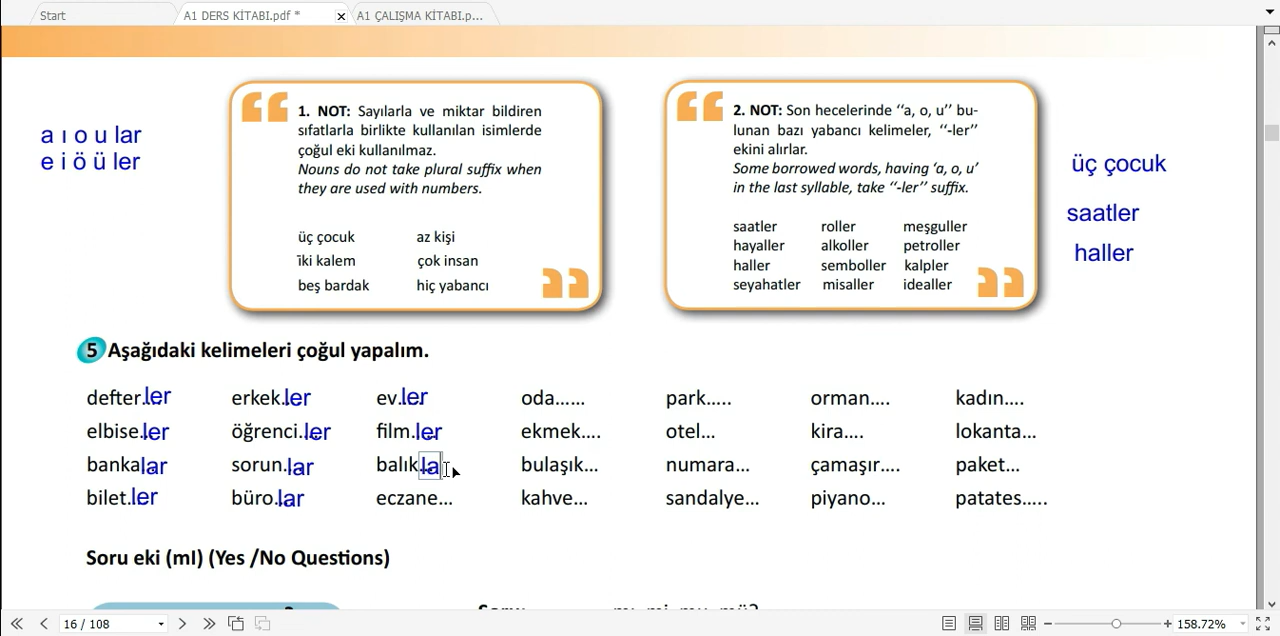 Start
A1 DERS KİTABI.pdf *
A1 ÇALIŞMA KİTABI.p...
a ı o u lar
e i ö ü ler
1. NOT: Sayılarla ve miktar bildiren
sıfatlarla birlikte kullanılan isimlerde
çoğul eki kullanılmaz.
Nouns do not take plural suffix when
they are used with numbers.
üç çocuk az kişi
İki kalem çok insan
beş bardak hiç yabancı
2. NOT: Son hecelerinde "a, o, u" bu-
lunan bazı yabancı kelimeler, "-ler"
ekini alırlar.
Some borrowed words, having 'a, o, u'
in the last syllable, take "-ler" suffix.
saatler roller meşguller
hayaller alkoller petroller
haller semboller kalpler
seyahatler misaller idealler
üç çocuk
saatler
haller
5 Aşağıdaki kelimeleri çoğul yapalım.
defter..ler erkek..ler ev.ler oda...... park..... orman.... kadın....
elbise.ler öğrenci..ler film.ler ekmek.... otel... kira.... lokanta...
bankalar sorun..lar balık.la bulaşık... numara... çamaşır.... paket...
bilet.ler büro.lar eczane... kahve... sandalye... piyano... patates.....
Soru eki (mI) (Yes /No Questions)
16 / 108
158.72%